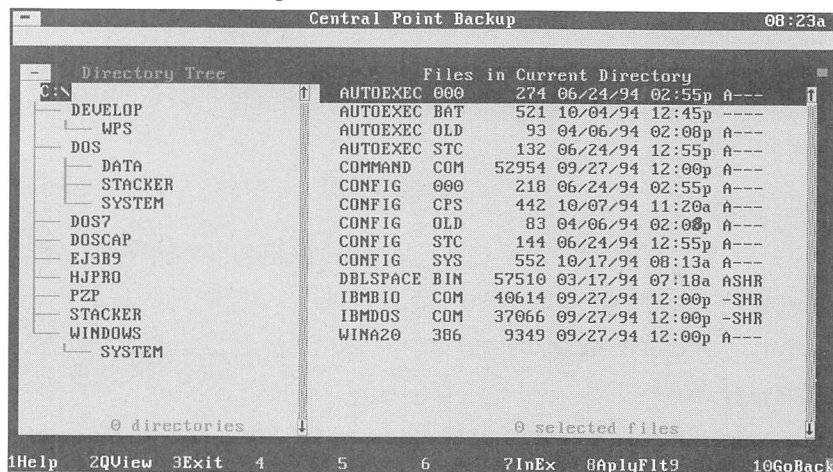 Central Point Backup 08:23a
Directory Tree
C:\
DEVELOP
WPS
DOS
DATA
STACKER
SYSTEM
DOS7
DOSCAP
EJ3B9
HJPRO
PZP
STACKER
WINDOWS
SYSTEM
0 directories
Files in Current Directory
AUTOEXEC 000 274 06/24/94 02:55p A---
AUTOEXEC BAT 521 10/04/94 12:45p ----
AUTOEXEC OLD 93 04/06/94 02:08p A---
AUTOEXEC STC 132 06/24/94 12:55p A---
COMMAND COM 52954 09/27/94 12:00p A---
CONFIG 000 218 06/24/94 02:55p A---
CONFIG CPS 442 10/07/94 11:20a A---
CONFIG OLD 83 04/06/94 02:08p A---
CONFIG STC 144 06/24/94 12:55p A---
CONFIG SYS 552 10/17/94 08:13a A---
DBLSPACE BIN 57510 03/17/94 07:18a ASHR
IBMBIO COM 40614 09/27/94 12:00p -SHR
IBMDOS COM 37066 09/27/94 12:00p -SHR
WINA20 386 9349 09/27/94 12:00p A---
0 selected files
1Help 2QView 3Exit 4 5 6 7InEx 8AplyFlt9 10GoBack